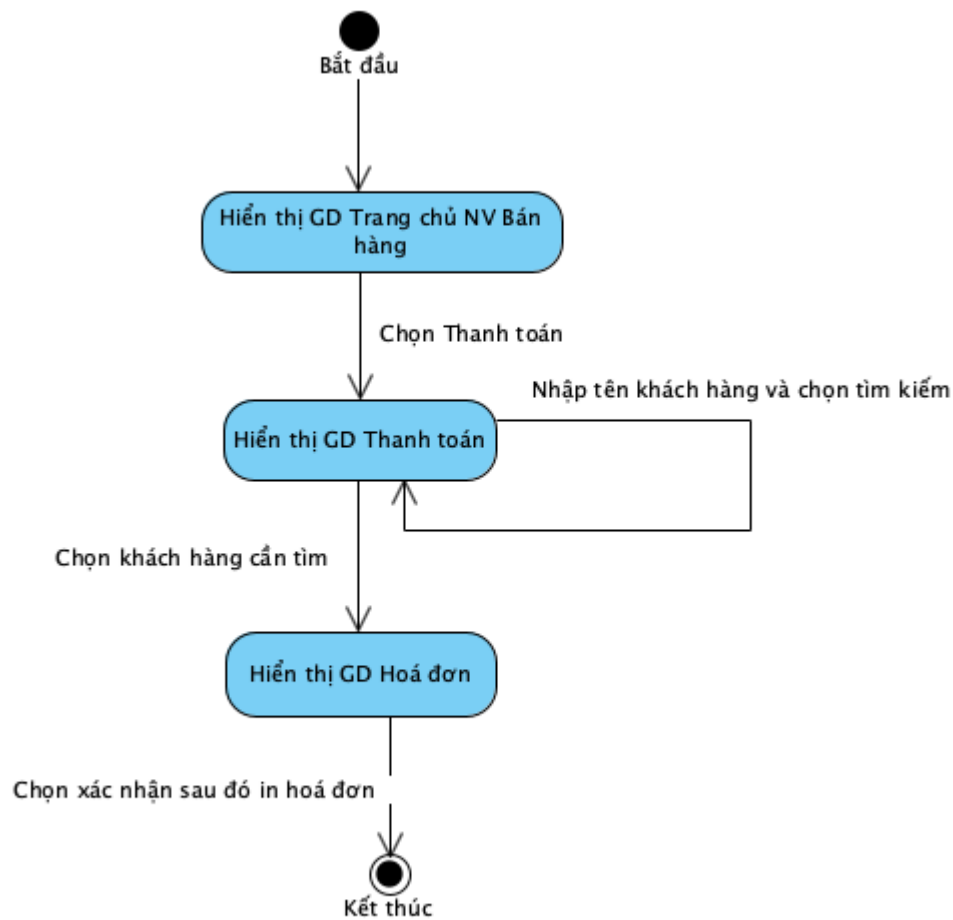 Bắt đầu
Hiển thị GD Trang chủ NV Bán
hàng
Chọn Thanh toán
Nhập tên khách hàng và chọn tìm kiếm
Hiển thị GD Thanh toán
Chọn khách hàng cần tìm
Hiển thị GD Hoá đơn
Chọn xác nhận sau đó in hoá đơn
Kết thúc